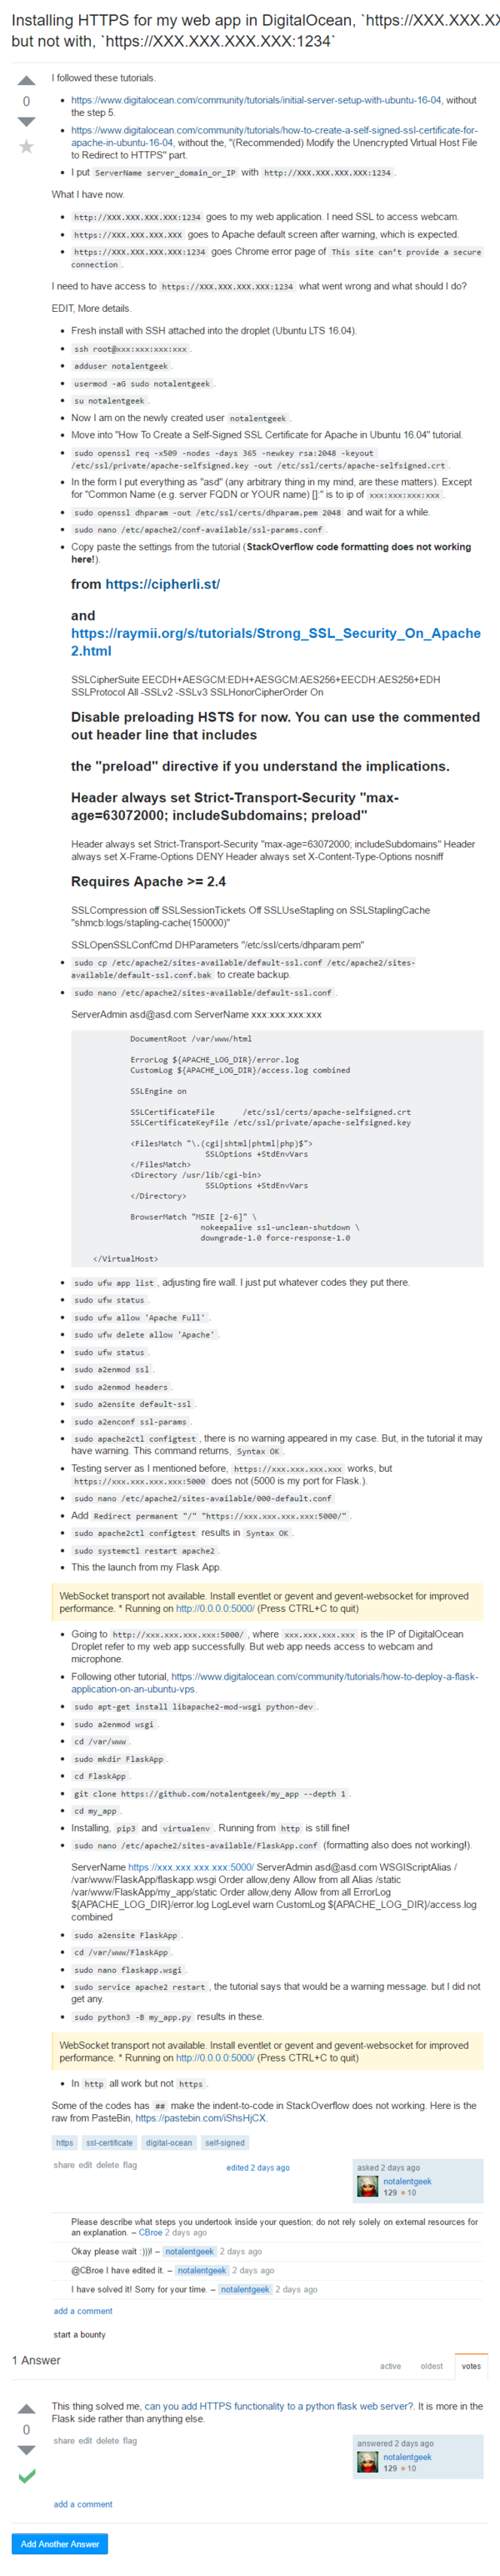 Installing HTTPS for my web app in DigitalOcean, `https://XXX.XXX.XX
but not with, `https://XXX.XXX.XXX.XXX:1234`
I followed these tutorials.
0
• https://www.digitalocean.com/community/tutorials/initial-server-setup-with-ubuntu-16-04, without
the step 5.
• https://www.digitalocean.com/community/tutorials/how-to-create-a-self-signed-ssl-certificate-for-
apache-in-ubuntu-16-04, without the, "(Recommended) Modify the Unencrypted Virtual Host File
to Redirect to HTTPS" part.
• I put ServerName server_domain_or_IP with http://XXX.XXX.XXX.XXX:1234 .
What I have now.
• http://XXX.XXX.XXX.XXX:1234 goes to my web application. I need SSL to access webcam.
• https://XXX.XXX.XXX.XXX goes to Apache default screen after warning, which is expected.
• https://XXX.XXX.XXX.XXX:1234 goes Chrome error page of This site can't provide a secure
connection .
I need to have access to https://XXX.XXX.XXX.XXX:1234 what went wrong and what should I do?
EDIT, More details.
• Fresh install with SSH attached into the droplet (Ubuntu LTS 16.04).
• ssh root@xxx:xxx:xxx:xxx .
• adduser notalentgeek .
• usermod -aG sudo notalentgeek .
• su notalentgeek .
• Now I am on the newly created user notalentgeek .
• Move into "How To Create a Self-Signed SSL Certificate for Apache in Ubuntu 16.04" tutorial.
• sudo openssl req -x509 -nodes -days 365 -newkey rsa:2048 -keyout
/etc/ssl/private/apache-selfsigned.key -out /etc/ssl/certs/apache-selfsigned.crt .
• In the form I put everything as "asd" (any arbitrary thing in my mind, are these matters). Except
for "Common Name (e.g. server FQDN or YOUR name) []:" is to ip of xxx:xxx:xxx:xxx .
• sudo openssl dhparam -out /etc/ssl/certs/dhparam.pem 2048 and wait for a while.
• sudo nano /etc/apache2/conf-available/ssl-params.conf .
• Copy paste the settings from the tutorial (StackOverflow code formatting does not working
here!).
from https://cipherli.st/
and
https://raymii.org/s/tutorials/Strong_SSL_Security_On_Apache
2.html
SSLCipherSuite EECDH+AESGCM:EDH+AESGCM:AES256+EECDH:AES256+EDH
SSLProtocol All -SSLv2 -SSLv3 SSLHonorCipherOrder On
Disable preloading HSTS for now. You can use the commented
out header line that includes
the "preload" directive if you understand the implications.
Header always set Strict-Transport-Security "max-
age=63072000; includeSubdomains; preload"
Header always set Strict-Transport-Security "max-age=63072000; includeSubdomains" Header
always set X-Frame-Options DENY Header always set X-Content-Type-Options nosniff
Requires Apache >= 2.4
SSLCompression off SSLSessionTickets Off SSLUseStapling on SSLStaplingCache
"shmcb:logs/stapling-cache(150000)"
SSLOpenSSLConfCmd DHParameters "/etc/ssl/certs/dhparam.pem"
• sudo cp /etc/apache2/sites-available/default-ssl.conf /etc/apache2/sites-
available/default-ssl.conf.bak to create backup.
• sudo nano /etc/apache2/sites-available/default-ssl.conf .
ServerAdmin asd@asd.com ServerName xxx:xxx:xxx:xxx
DocumentRoot /var/www/html
ErrorLog ${APACHE_LOG_DIR}/error.log
CustomLog ${APACHE_LOG_DIR}/access.log combined
SSLEngine on
SSLCertificateFile /etc/ssl/certs/apache-selfsigned.crt
SSLCertificateKeyFile /etc/ssl/private/apache-selfsigned.key
<FilesMatch "\.(cgi|shtml|phtml|php)$">
SSLOptions +StdEnvVars
</FilesMatch>
<Directory /usr/lib/cgi-bin>
SSLOptions +StdEnvVars
</Directory>
BrowserMatch "MSIE [2-6]" \
nokeepalive ssl-unclean-shutdown \
downgrade-1.0 force-response-1.0
</VirtualHost>
• sudo ufw app list , adjusting fire wall. I just put whatever codes they put there.
• sudo ufw status .
• sudo ufw allow 'Apache Full' .
• sudo ufw delete allow 'Apache' .
• sudo ufw status .
• sudo a2enmod ssl .
• sudo a2enmod headers .
• sudo a2ensite default-ssl .
• sudo a2enconf ssl-params .
• sudo apache2ctl configtest , there is no warning appeared in my case. But, in the tutorial it may
have warning. This command returns, Syntax OK .
• Testing server as I mentioned before, https://xxx.xxx.xxx.xxx works, but
https://xxx.xxx.xxx.xxx:5000 does not (5000 is my port for Flask.).
• sudo nano /etc/apache2/sites-available/000-default.conf
• Add Redirect permanent "/" "https://xxx.xxx.xxx.xxx:5000/" .
• sudo apache2ctl configtest results in Syntax OK .
• sudo systemctl restart apache2 .
• This the launch from my Flask App.
WebSocket transport not available. Install eventlet or gevent and gevent-websocket for improved
performance. * Running on http://0.0.0.0:5000/ (Press CTRL+C to quit)
• Going to http://xxx.xxx.xxx.xxx:5000/ , where xxx.xxx.xxx.xxx is the IP of DigitalOcean
Droplet refer to my web app successfully. But web app needs access to webcam and
microphone.
• Following other tutorial, https://www.digitalocean.com/community/tutorials/how-to-deploy-a-flask-
application-on-an-ubuntu-vps.
• sudo apt-get install libapache2-mod-wsgi python-dev .
• sudo a2enmod wsgi .
• cd /var/www .
• sudo mkdir FlaskApp .
• cd FlaskApp .
• git clone https://github.com/notalentgeek/my_app --depth 1 .
• cd my_app .
• Installing, pip3 and virtualenv . Running from http is still fine!
• sudo nano /etc/apache2/sites-available/FlaskApp.conf (formatting also does not working!).
ServerName https://xxx.xxx.xxx.xxx:5000/ ServerAdmin asd@asd.com WSGIScriptAlias /
/var/www/FlaskApp/flaskapp.wsgi Order allow,deny Allow from all Alias /static
/var/www/FlaskApp/my_app/static Order allow,deny Allow from all ErrorLog
${APACHE_LOG_DIR}/error.log LogLevel warn CustomLog ${APACHE_LOG_DIR}/access.log
combined
• sudo a2ensite FlaskApp .
• cd /var/www/FlaskApp .
• sudo nano flaskapp.wsgi .
• sudo service apache2 restart , the tutorial says that would be a warning message. but I did not
get any.
• sudo python3 -B my_app.py results in these.
WebSocket transport not available. Install eventlet or gevent and gevent-websocket for improved
performance. * Running on http://0.0.0.0:5000/ (Press CTRL+C to quit)
• In http all work but not https .
Some of the codes has ## make the indent-to-code in StackOverflow does not working. Here is the
raw from PasteBin, https://pastebin.com/iShsHjCX.
https ssl-certificate digital-ocean self-signed
share edit delete flag
edited 2 days ago
asked 2 days ago
notalentgeek
129 ●10
Please describe what steps you undertook inside your question; do not rely solely on external resources for
an explanation. – CBroe 2 days ago
Okay please wait :)))! – notalentgeek 2 days ago
@CBroe I have edited it. – notalentgeek 2 days ago
I have solved it! Sorry for your time. – notalentgeek 2 days ago
add a comment
start a bounty
1 Answer
active oldest votes
This thing solved me, can you add HTTPS functionality to a python flask web server?. It is more in the
Flask side rather than anything else.
0
share edit delete flag
answered 2 days ago
notalentgeek
129 ●10
add a comment
Add Another Answer